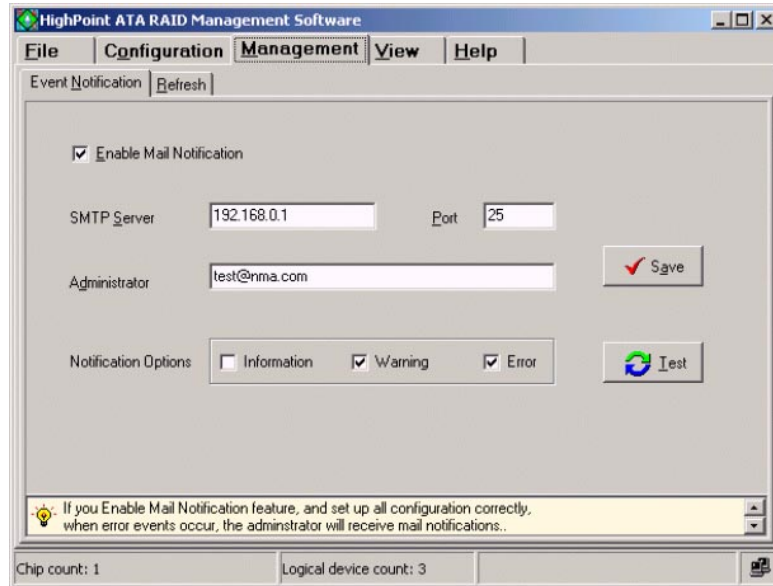 HighPoint ATA RAID Management Software
File Configuration Management View Help
Event Notification Refresh
Enable Mail Notification
SMTP Server 192.168.0.1 Port 25
Administrator test@nma.com
Save
Notification Options Information Warning Error
Test
If you Enable Mail Notification feature, and set up all configuration correctly,
when error events occur, the adminstrator will receive mail notifications..
Chip count: 1 Logical device count: 3